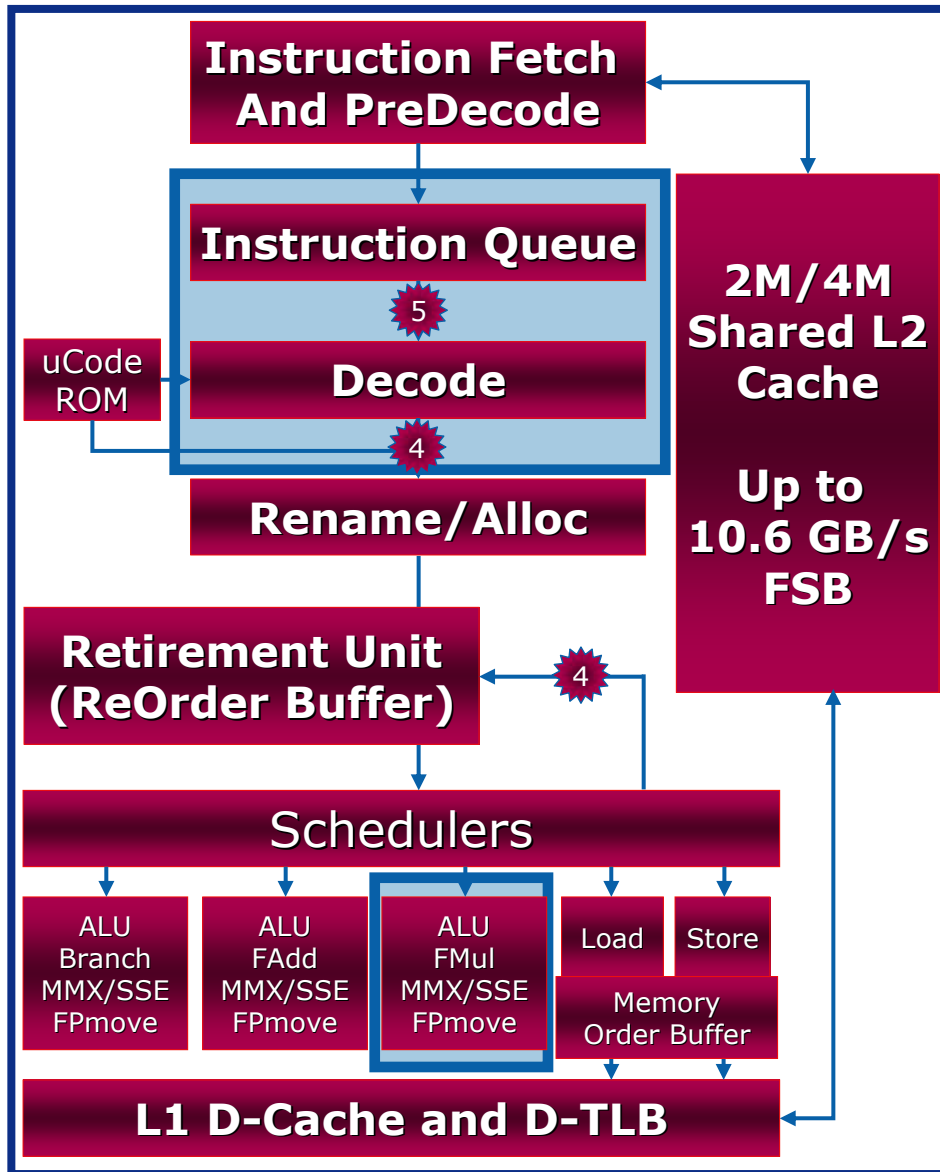 Instruction Fetch
And PreDecode
Instruction Queue
5
uCode
ROM
Decode
4
Rename/Alloc
2M/4M
Shared L2
Cache
Up to
10.6 GB/s
FSB
Retirement Unit
(ReOrder Buffer)
4
Schedulers
ALU
Branch
MMX/SSE
FPmove
ALU
FAdd
MMX/SSE
FPmove
ALU
FMul
MMX/SSE
FPmove
Load
Store
Memory
Order Buffer
L1 D-Cache and D-TLB